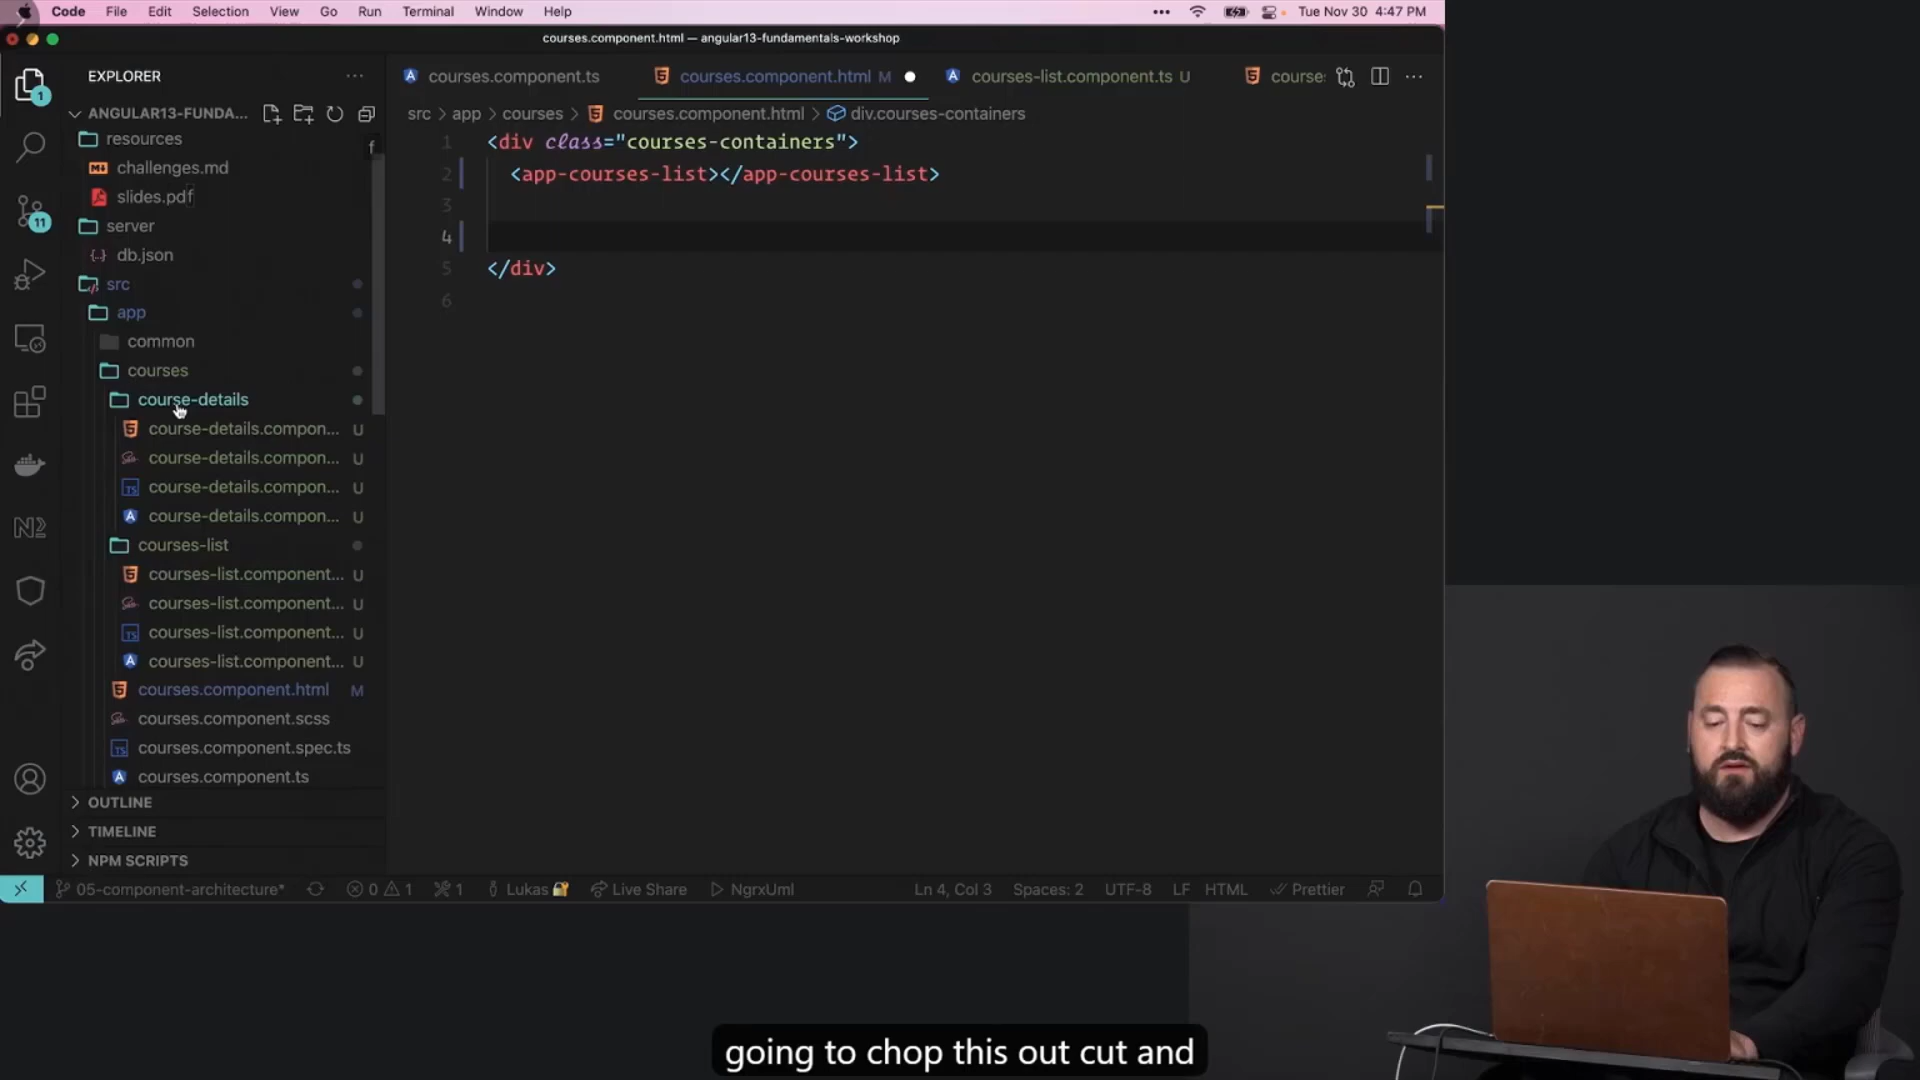 Code File Edit Selection View Go Run Terminal Window Help
Tue Nov 30 4:47 PM
courses.component.html — angular13-fundamentals-workshop
EXPLORER
ANGULAR13-FUNDA...
resources
challenges.md
slides.pdf
server
db.json
src
app
common
courses
course-details
course-details.compon... U
course-details.compon... U
course-details.compon... U
course-details.compon... U
courses-list
courses-list.component... U
courses-list.component... U
courses-list.component... U
courses-list.component... U
courses.component.html M
courses.component.scss
courses.component.spec.ts
courses.component.ts
OUTLINE
TIMELINE
NPM SCRIPTS
1
11
f
f
courses.component.ts courses.component.html M courses-list.component.ts U course
src > app > courses > courses.component.html > div.courses-containers
1 <div class="courses-containers">
2 <app-courses-list></app-courses-list>
3
4
5 </div>
6
05-component-architecture* 0 1 1 Lukas Live Share NgrxUml Ln 4, Col 3 Spaces: 2 UTF-8 LF HTML Prettier
going to chop this out cut and